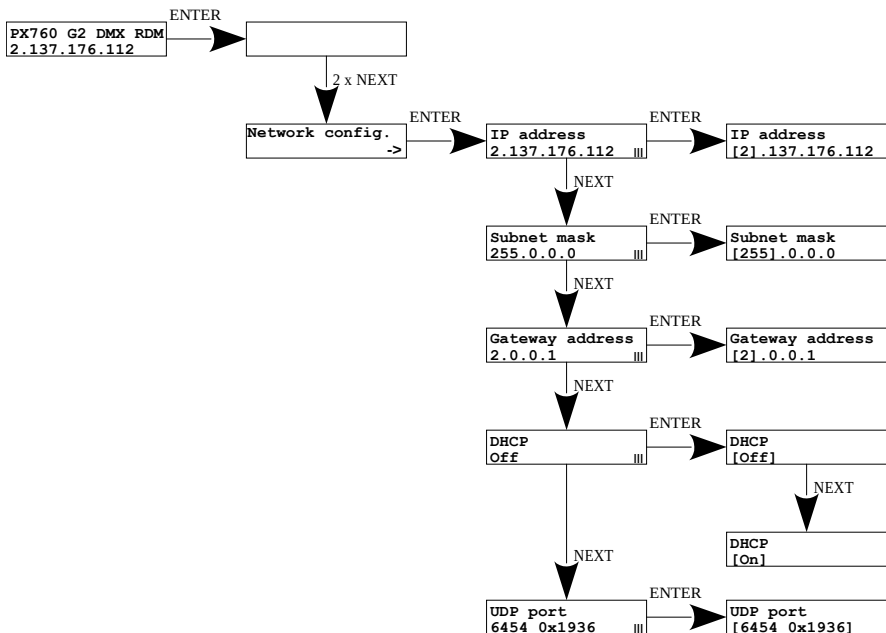 ENTER
PX760 G2 DMX RDM
2.137.176.112
2 x NEXT
ENTER
ENTER
Network config.
->
IP address
2.137.176.112
IP address
[2].137.176.112
NEXT
ENTER
Subnet mask
255.0.0.0
Subnet mask
[255].0.0.0
NEXT
ENTER
Gateway address
2.0.0.1
Gateway address
[2].0.0.1
NEXT
ENTER
DHCP
Off
DHCP
[Off]
NEXT
DHCP
[On]
NEXT
ENTER
UDP port
6454 0x1936
UDP port
[6454 0x1936]